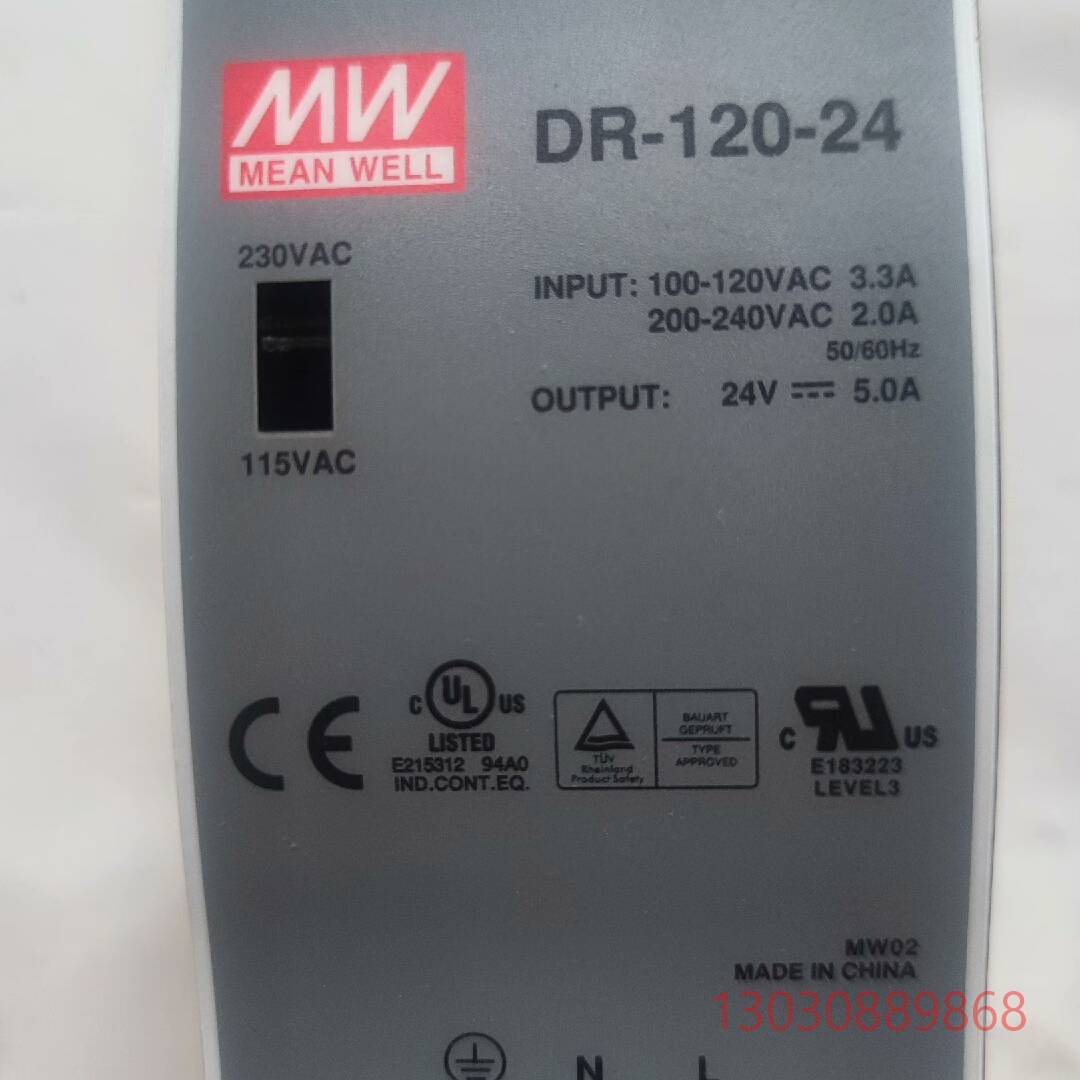 MW
MEAN WELL
DR-120-24
230VAC
115VAC
INPUT: 100-120VAC 3.3A
200-240VAC 2.0A
50/60Hz
OUTPUT: 24V 5.0A
CE
C UL US
LISTED
E215312 94A0
IND.CONT.EQ.
TÜV
Rheinland
Product Safety
BAUART
GEPRÜFT
TYPE
APPROVED
C RU US
E183223
LEVEL3
MW02
MADE IN CHINA
13030889868
N L